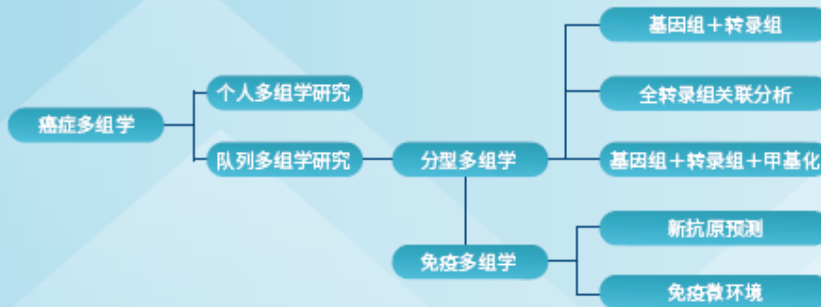 癌症多组学
个人多组学研究
队列多组学研究
分型多组学
免疫多组学
基因组＋转录组
全转录组关联分析
基因组＋转录组＋甲基化
新抗原预测
免疫微环境